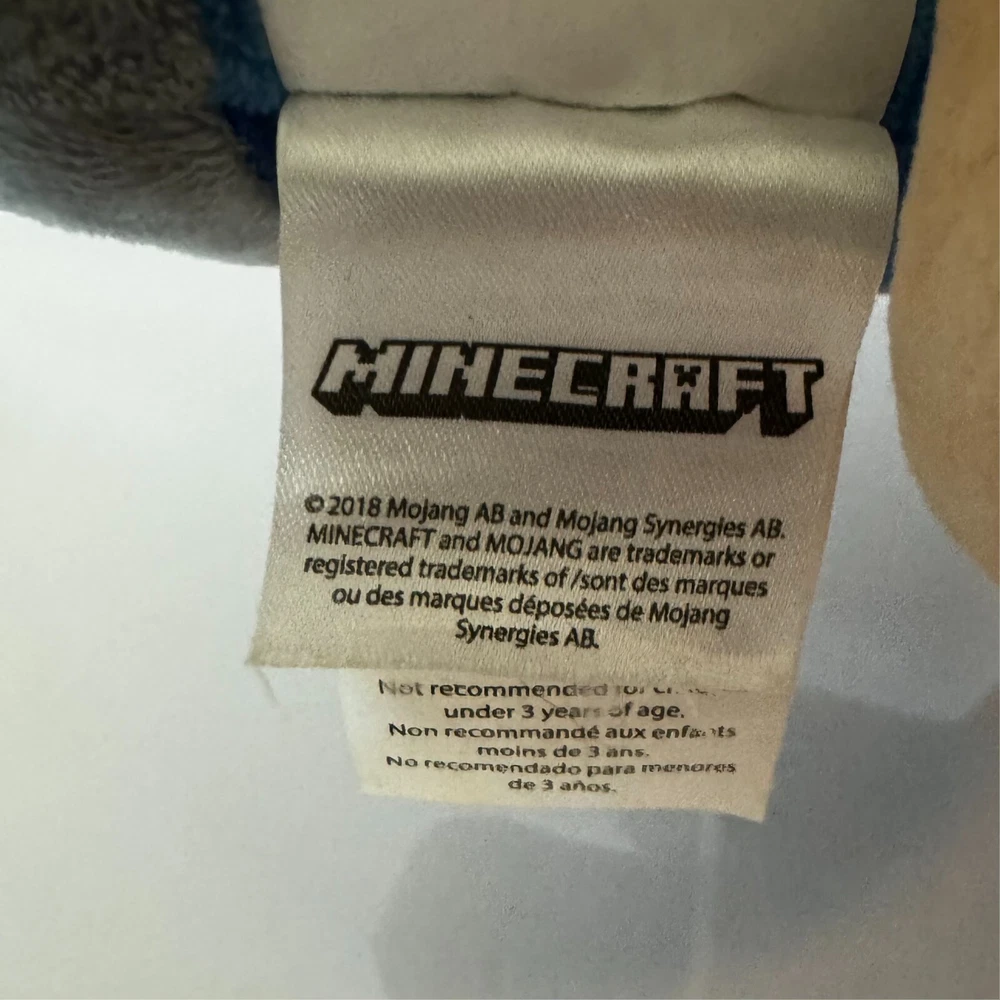 MINECRAFT
© 2018 Mojang AB and Mojang Synergies AB.
MINECRAFT and MOJANG are trademarks or
registered trademarks of /sont des marques
ou des marques déposées de Mojang
Synergies AB.
Not recommended for
under 3 years of age.
Non recommandé aux enfants
moins de 3 ans.
No recomendado para menores
de 3 años.